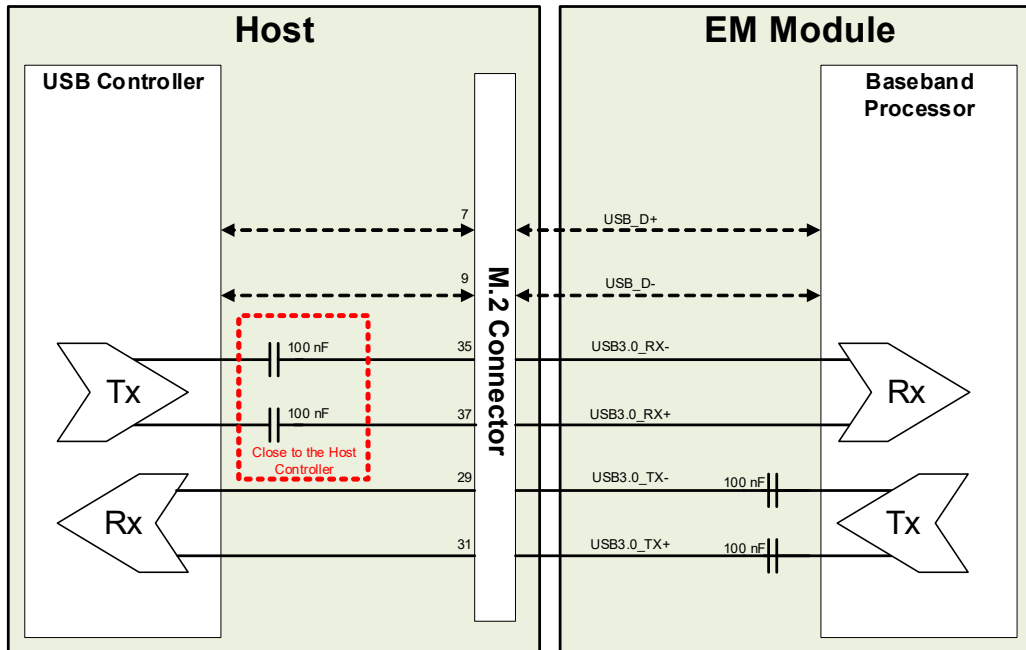 Host
EM Module
USB Controller
Baseband
Processor
7
USB_D+
9
USB_D-
M.2 Connector
100 nF
35
USB3.0_RX-
Tx
Rx
100 nF
37
USB3.0_RX+
Close to the Host
Controller
29
USB3.0_TX-
100 nF
Rx
Tx
31
USB3.0_TX+
100 nF